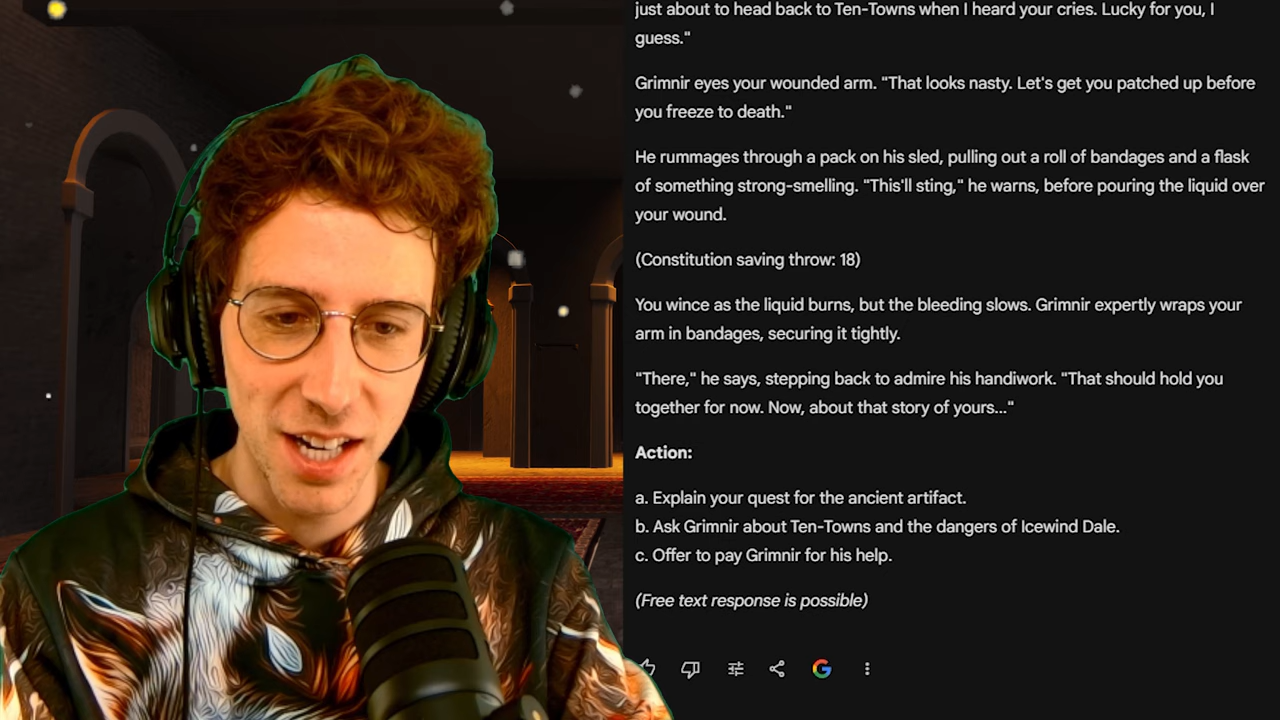 just about to head back to Ten-Towns when I heard your cries. Lucky for you, I
guess."
Grimnir eyes your wounded arm. "That looks nasty. Let's get you patched up before
you freeze to death."
He rummages through a pack on his sled, pulling out a roll of bandages and a flask
of something strong-smelling. "This'll sting," he warns, before pouring the liquid over
your wound.
(Constitution saving throw: 18)
You wince as the liquid burns, but the bleeding slows. Grimnir expertly wraps your
arm in bandages, securing it tightly.
"There," he says, stepping back to admire his handiwork. "That should hold you
together for now. Now, about that story of yours..."
Action:
a. Explain your quest for the ancient artifact.
b. Ask Grimnir about Ten-Towns and the dangers of Icewind Dale.
c. Offer to pay Grimnir for his help.
(Free text response is possible)